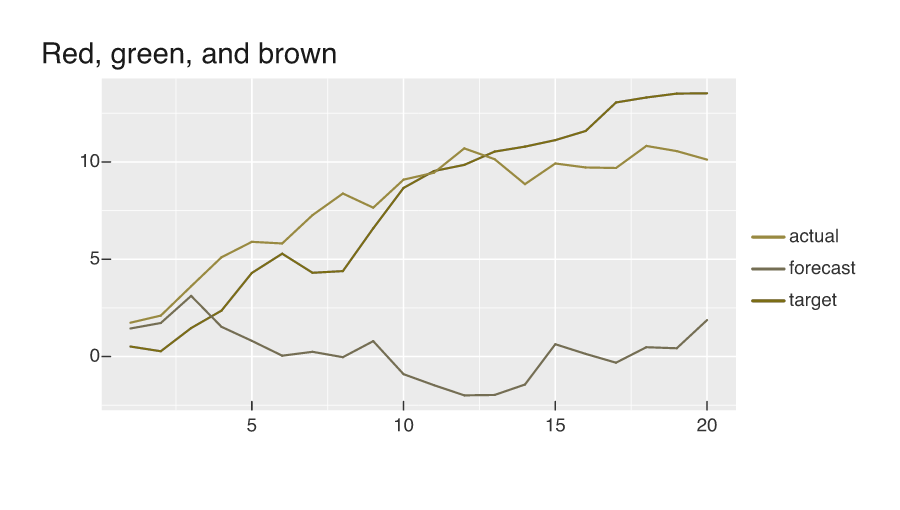 Red, green, and brown
10
5
0
5 10 15 20
actual
forecast
target